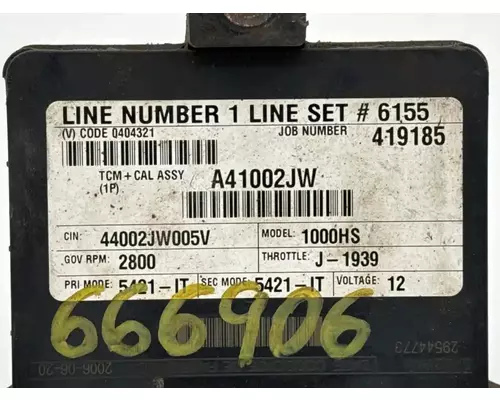 LINE NUMBER 1 LINE SET # 6155
(V) CODE 0404321
JOB NUMBER
419185
TCM + CAL ASSY
(1P)
A41002JW
CIN: 44002JW005V
MODEL: 1000HS
GOV RPM: 2800
THROTTLE: J-1939
PRI MODE: 5421-IT
SEC MODE: 5421-IT
VOLTAGE: 12
666906
2006-06-20
29544773